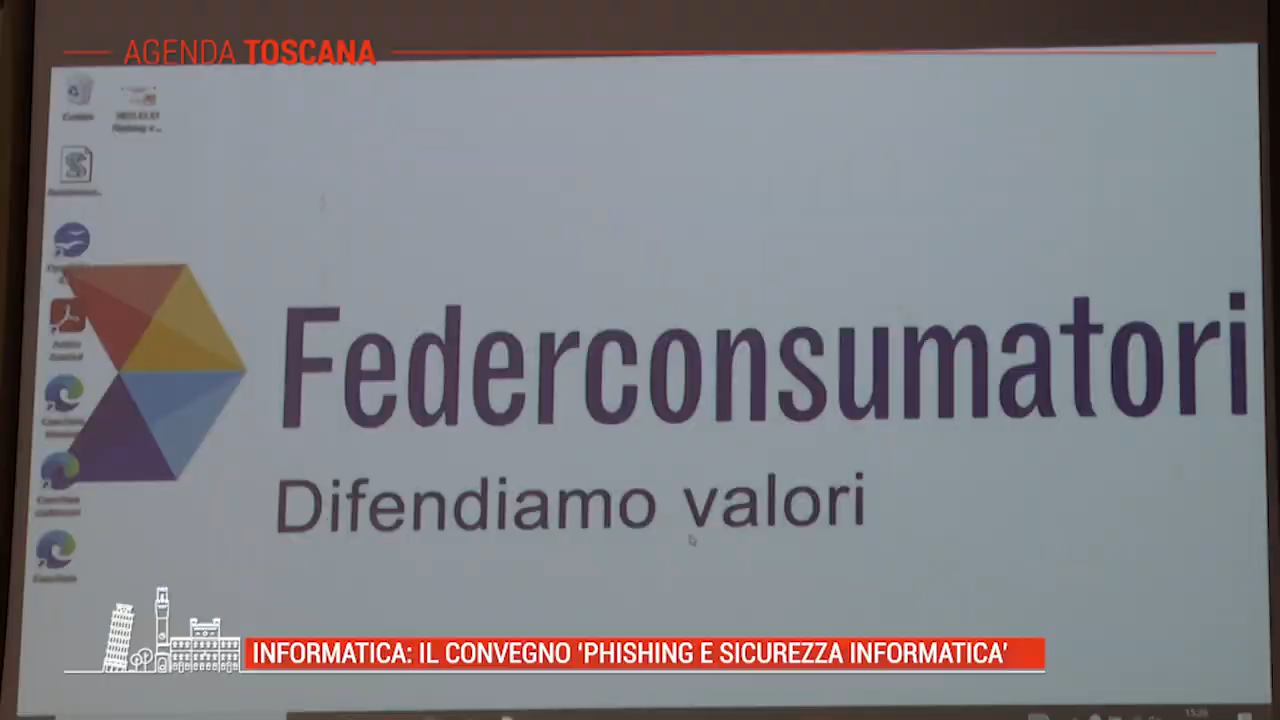 AGENDA TOSCANA
Federconsumatori
Difendiamo valori
INFORMATICA: IL CONVEGNO ‘PHISHING E SICUREZZA INFORMATICA’